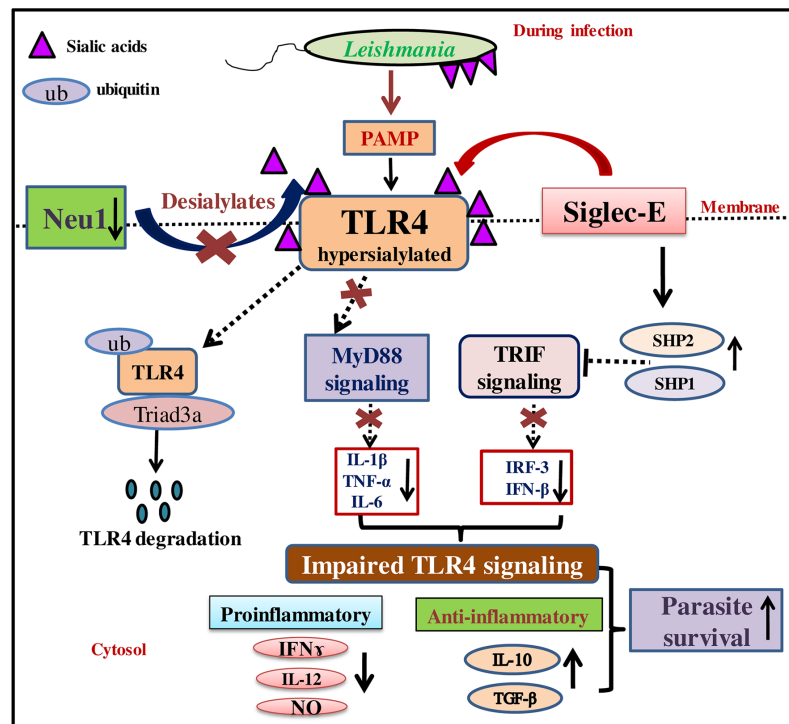 During infection
Sialic acids
Leishmania
ub
ubiquitin
PAMP
Desialylates
Neu1
TLR4
hypersialylated
Siglec-E
Membrane
ub
TLR4
Triad3a
MyD88
signaling
TRIF
signaling
SHP2
SHP1
IL-1β
TNF-α
IL-6
IRF-3
IFN-β
TLR4 degradation
Impaired TLR4 signaling
Proinflammatory
Anti-inflammatory
Parasite
survival
Cytosol
IFNɤ
IL-12
NO
IL-10
TGF-β